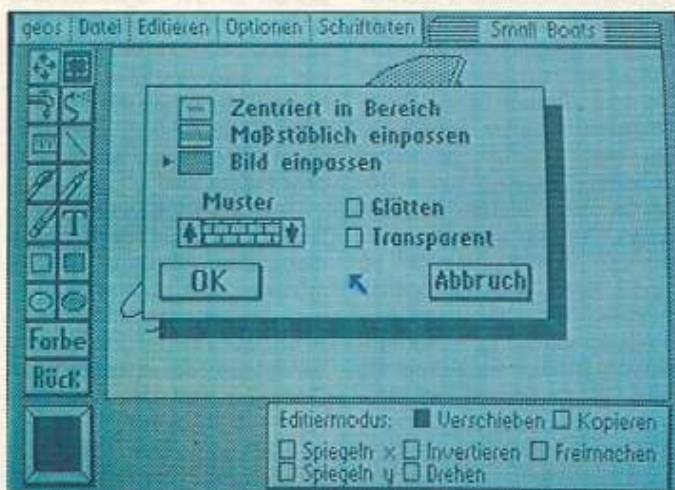 geos Datei Editieren Optionen Schriftarten Small Boats
Zentriert in Bereich
Maßstäblich einpassen
Bild einpassen
Muster
Glätten
Transparent
OK Abbruch
T
Farbe
Rück
Editiermodus: Verschieben Kopieren
Spiegeln x Invertieren Freimachen
Spiegeln y Drehen